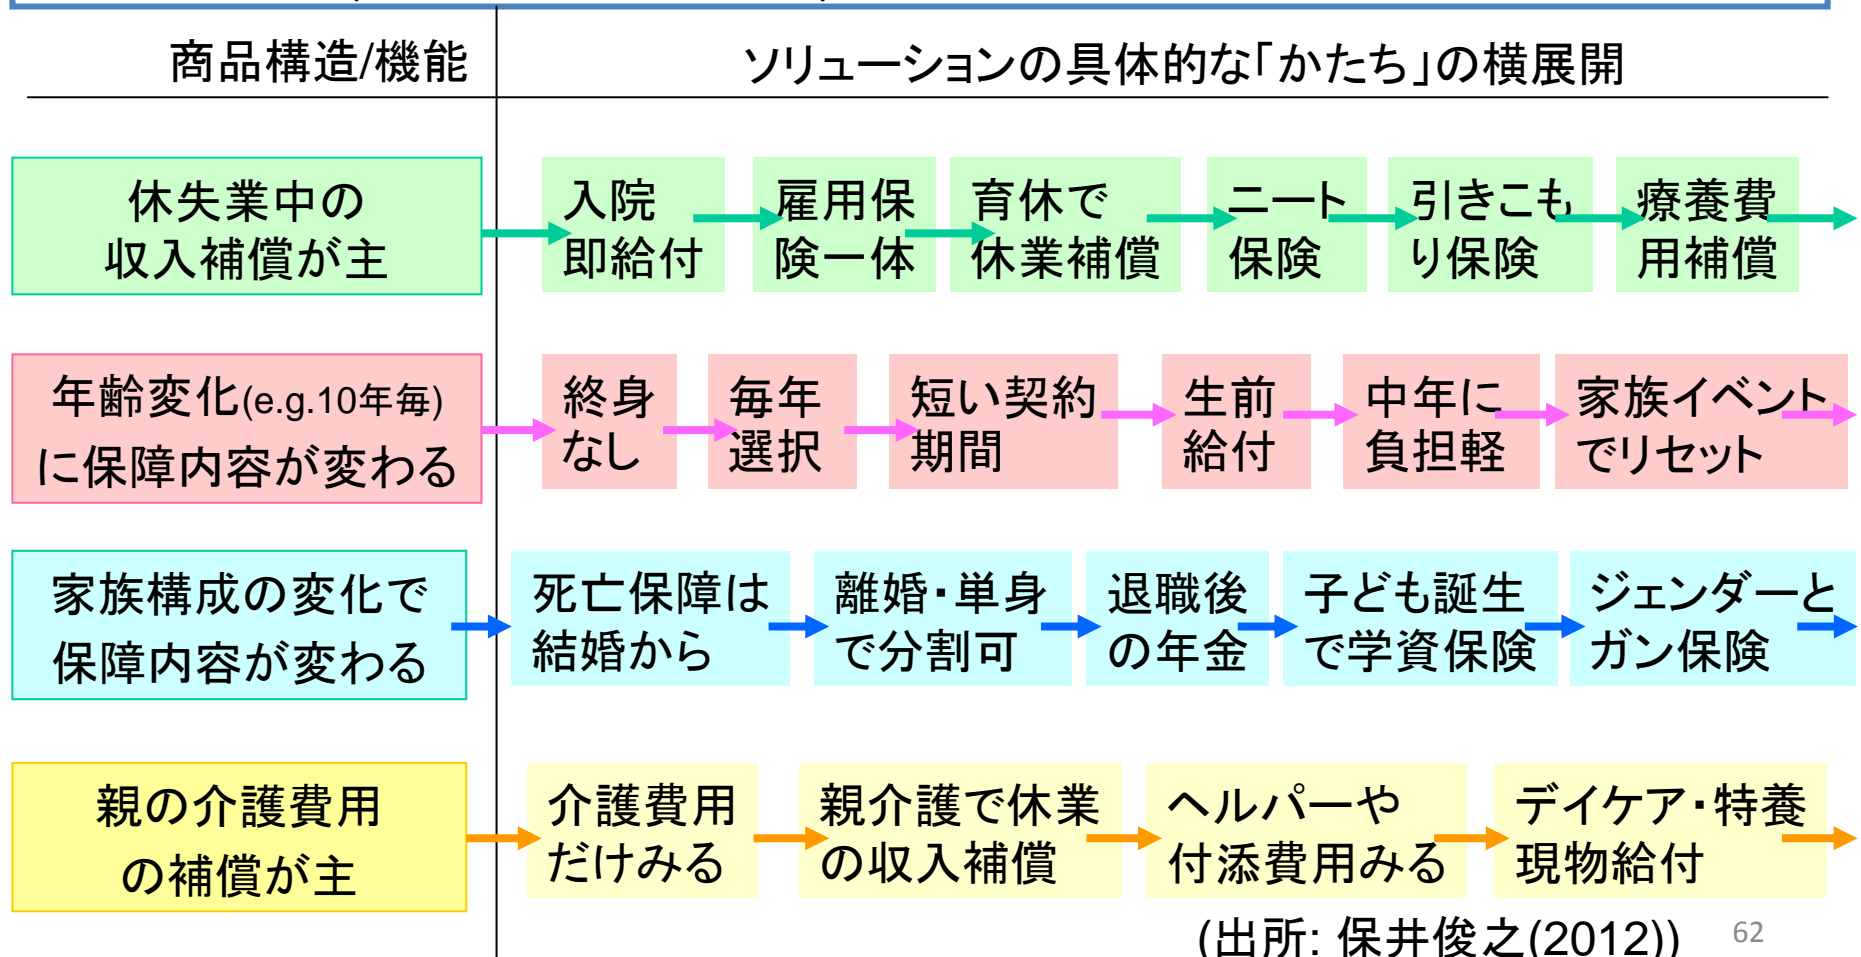 商品構造/機能
ソリューションの具体的な「かたち」の横展開
休失業中の
収入補償が主
入院
即給付
雇用保
険一体
育休で
休業補償
ニート
保険
引きこも
り保険
療養費
用補償
年齢変化(e.g.10年毎)
に保障内容が変わる
終身
なし
毎年
選択
短い契約
期間
生前
給付
中年に
負担軽
家族イベント
でリセット
家族構成の変化で
保障内容が変わる
死亡保障は
結婚から
離婚・単身
で分割可
退職後
の年金
子ども誕生
で学資保険
ジェンダーと
ガン保険
親の介護費用
の補償が主
介護費用
だけみる
親介護で休業
の収入補償
ヘルパーや
付添費用みる
デイケア・特養
現物給付
(出所: 保井俊之(2012))
62